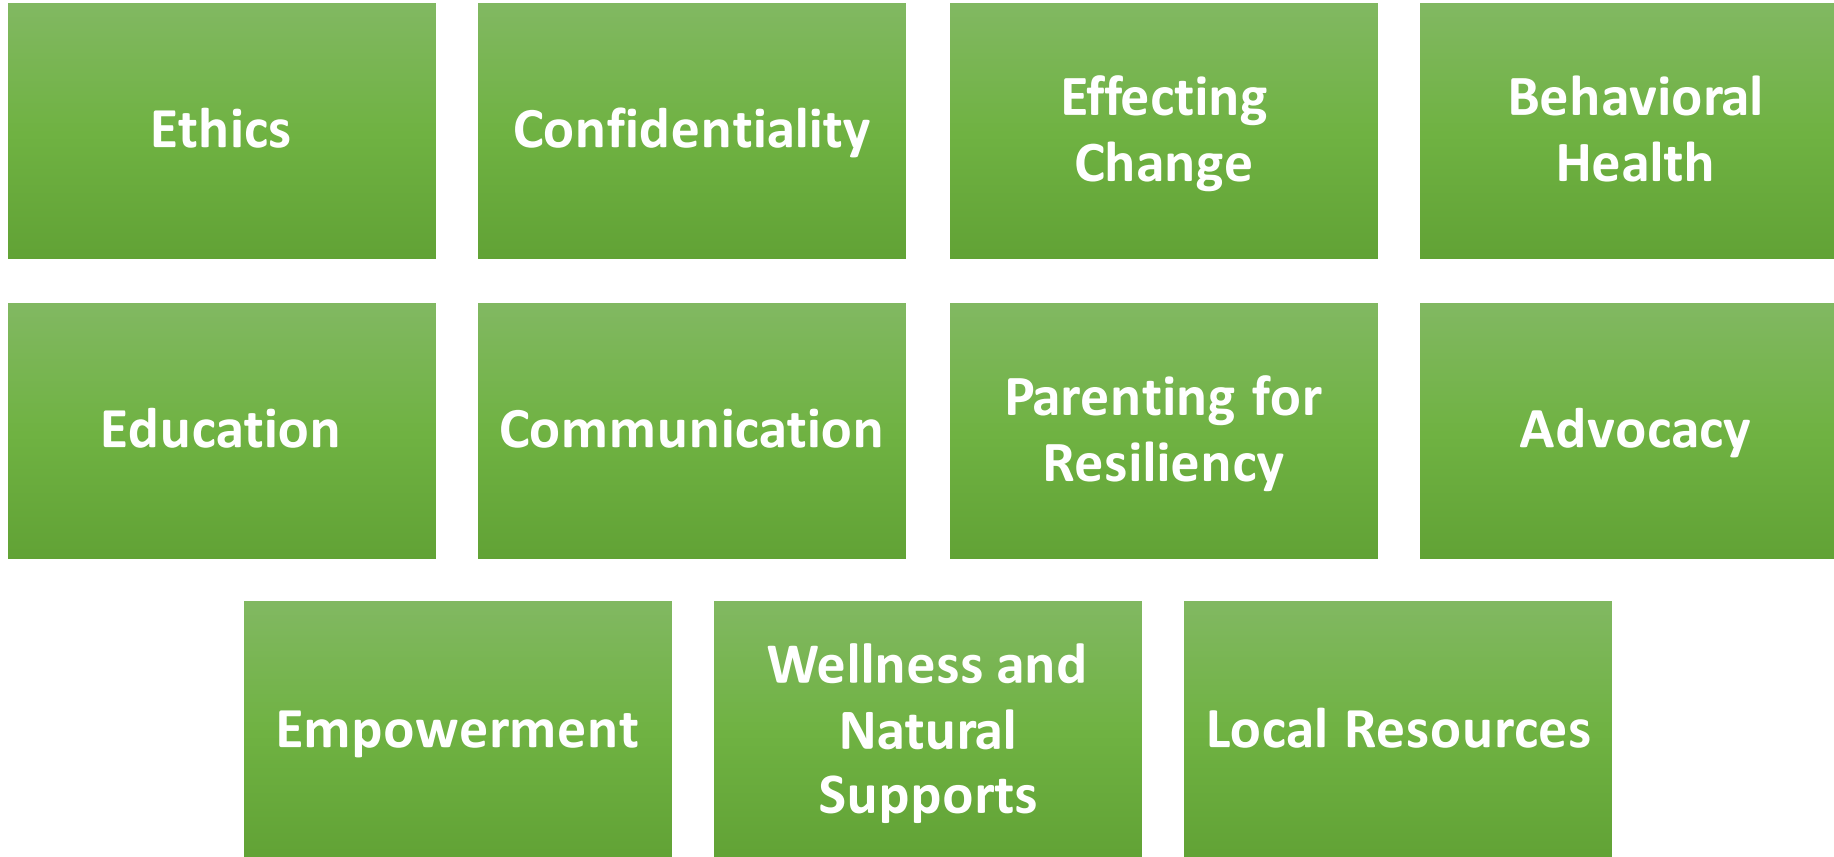 Ethics
Confidentiality
Effecting
Change
Behavioral
Health
Education
Communication
Parenting for
Resiliency
Advocacy
Empowerment
Wellness and
Natural
Supports
Local Resources